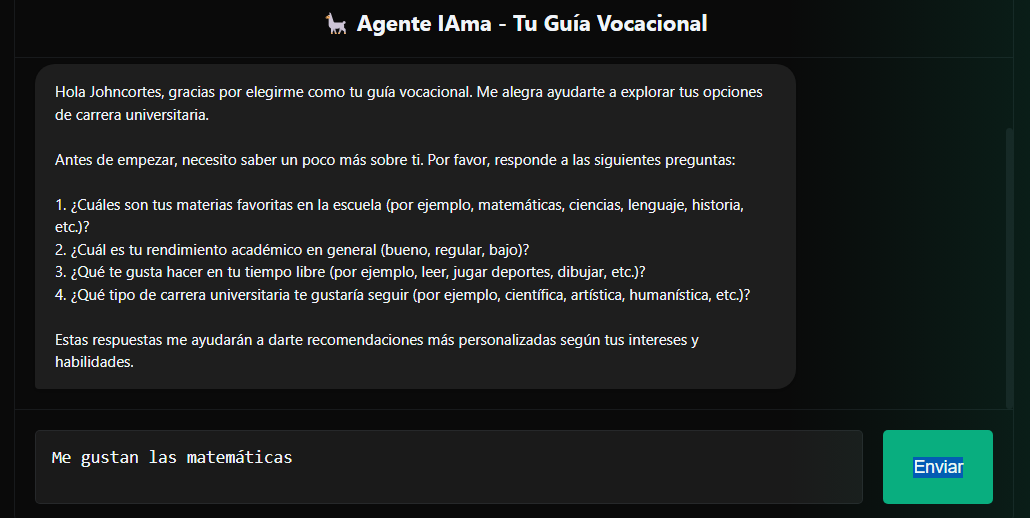 🦙 Agente IAma - Tu Guía Vocacional
Hola Johncortes, gracias por elegirme como tu guía vocacional. Me alegra ayudarte a explorar tus opciones
de carrera universitaria.
Antes de empezar, necesito saber un poco más sobre ti. Por favor, responde a las siguientes preguntas:
1. ¿Cuáles son tus materias favoritas en la escuela (por ejemplo, matemáticas, ciencias, lenguaje, historia,
etc.)?
2. ¿Cuál es tu rendimiento académico en general (bueno, regular, bajo)?
3. ¿Qué te gusta hacer en tu tiempo libre (por ejemplo, leer, jugar deportes, dibujar, etc.)?
4. ¿Qué tipo de carrera universitaria te gustaría seguir (por ejemplo, científica, artística, humanística, etc.)?
Estas respuestas me ayudarán a darte recomendaciones más personalizadas según tus intereses y
habilidades.
Me gustan las matemáticas
Enviar